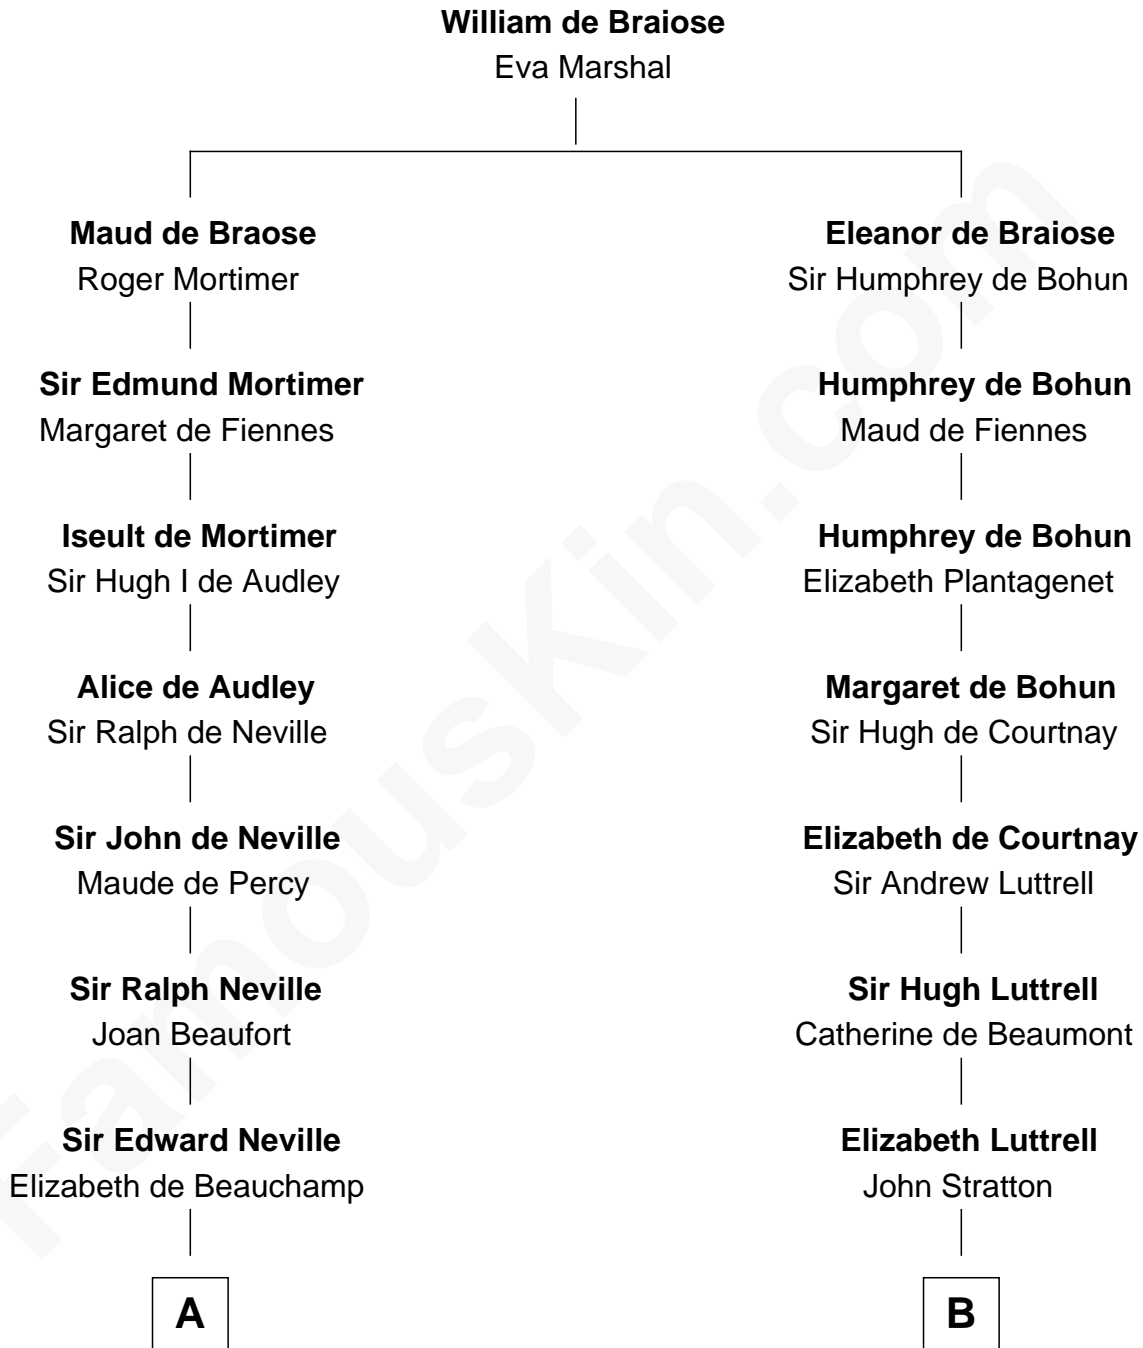 William de Braiose
Eva Marshal
Maud de Braose
Roger Mortimer
Eleanor de Braiose
Sir Humphrey de Bohun
Sir Edmund Mortimer
Margaret de Fiennes
Humphrey de Bohun
Maud de Fiennes
Iseult de Mortimer
Sir Hugh I de Audley
Humphrey de Bohun
Elizabeth Plantagenet
Alice de Audley
Sir Ralph de Neville
Margaret de Bohun
Sir Hugh de Courtnay
Sir John de Neville
Maude de Percy
Elizabeth de Courtnay
Sir Andrew Luttrell
Sir Ralph Neville
Joan Beaufort
Sir Hugh Luttrell
Catherine de Beaumont
Sir Edward Neville
Elizabeth de Beauchamp
Elizabeth Luttrell
John Stratton
A
B
FamousKin.com